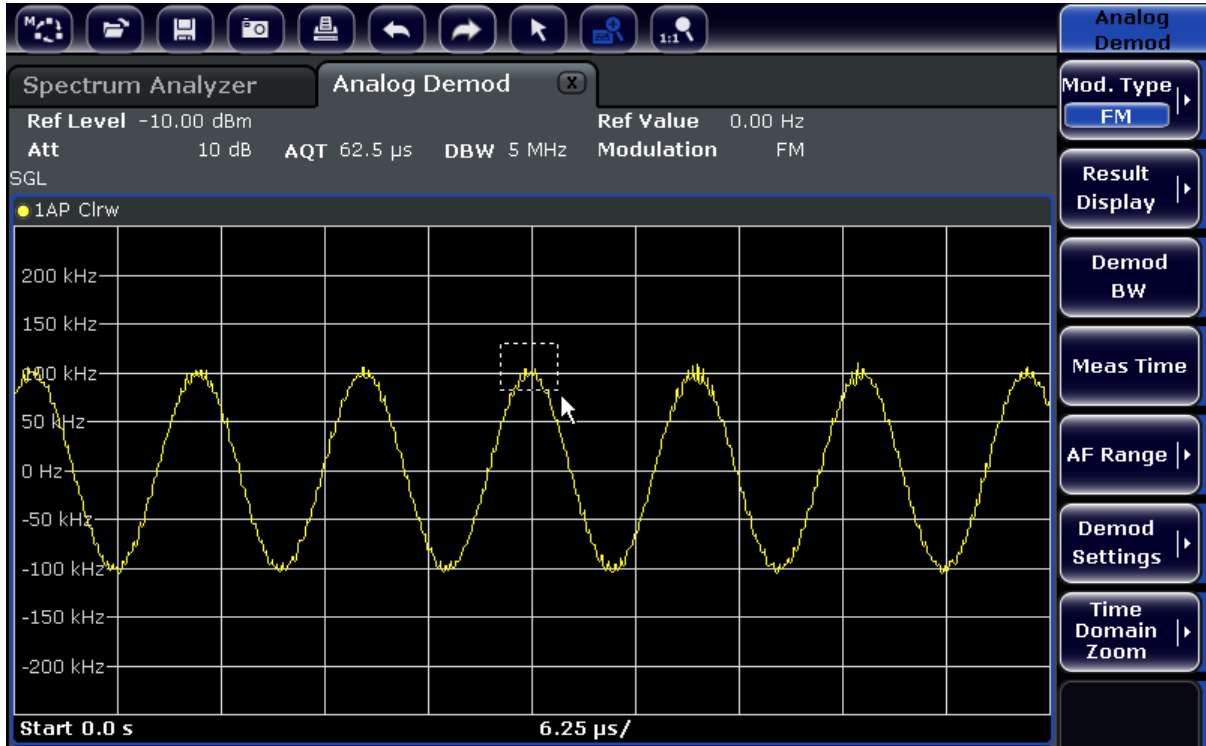 M
1:1
Analog
Demod
Spectrum Analyzer Analog Demod X
Mod. Type
FM
Ref Level -10.00 dBm Ref Value 0.00 Hz
Att 10 dB AQT 62.5 µs DBW 5 MHz Modulation FM
SGL
1AP Clrw
200 kHz
150 kHz
100 kHz
50 kHz
0 Hz
-50 kHz
-100 kHz
-150 kHz
-200 kHz
Start 0.0 s 6.25 µs/
Result
Display
Demod
BW
Meas Time
AF Range
Demod
Settings
Time
Domain
Zoom